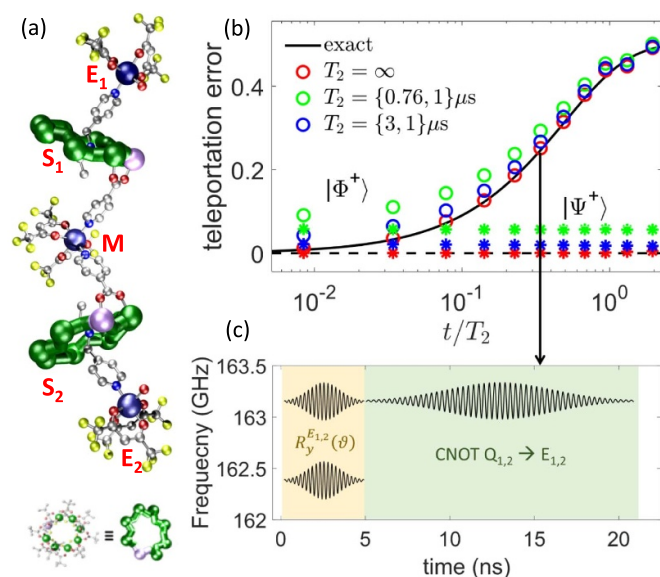 (a)
E₁
S₁
M
S₂
E₂
≡
(b)
exact
T₂ = ∞
T₂ = {0.76, 1}μs
T₂ = {3, 1}μs
|Φ⁺⟩
|Ψ⁺⟩
teleportation error
0.4
0.2
0
10⁻²
10⁻¹
10⁰
t/T₂
(c)
Frequecny (GHz)
163.5
163
162.5
162
R_y^{E₁,₂}(ϑ)
CNOT Q₁,₂ → E₁,₂
0
5
10
15
20
time (ns)